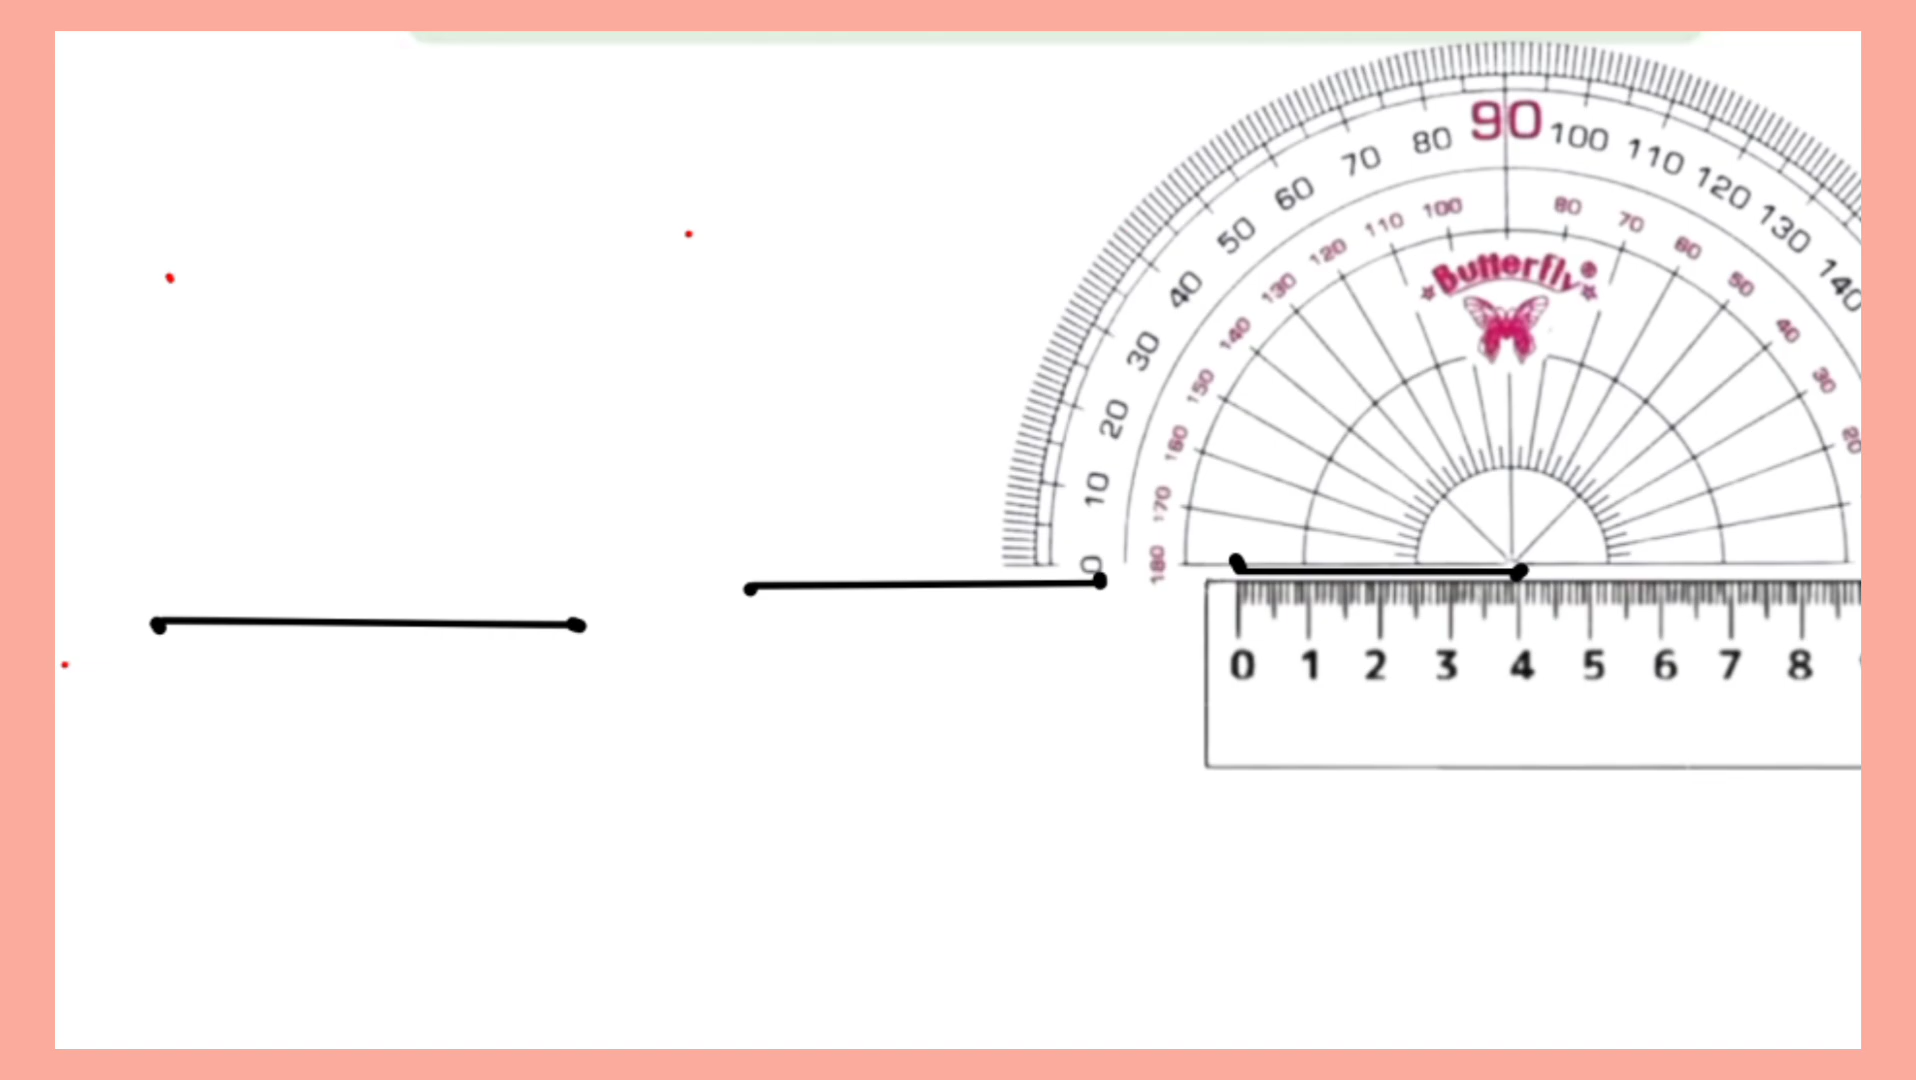 0 10 20 30 40 50 60 70 80 90 100 110 120 130 140
180 170 160 150 140 130 120 110 100 80 70 60 50 40 30 20
Butterfly®
0 1 2 3 4 5 6 7 8